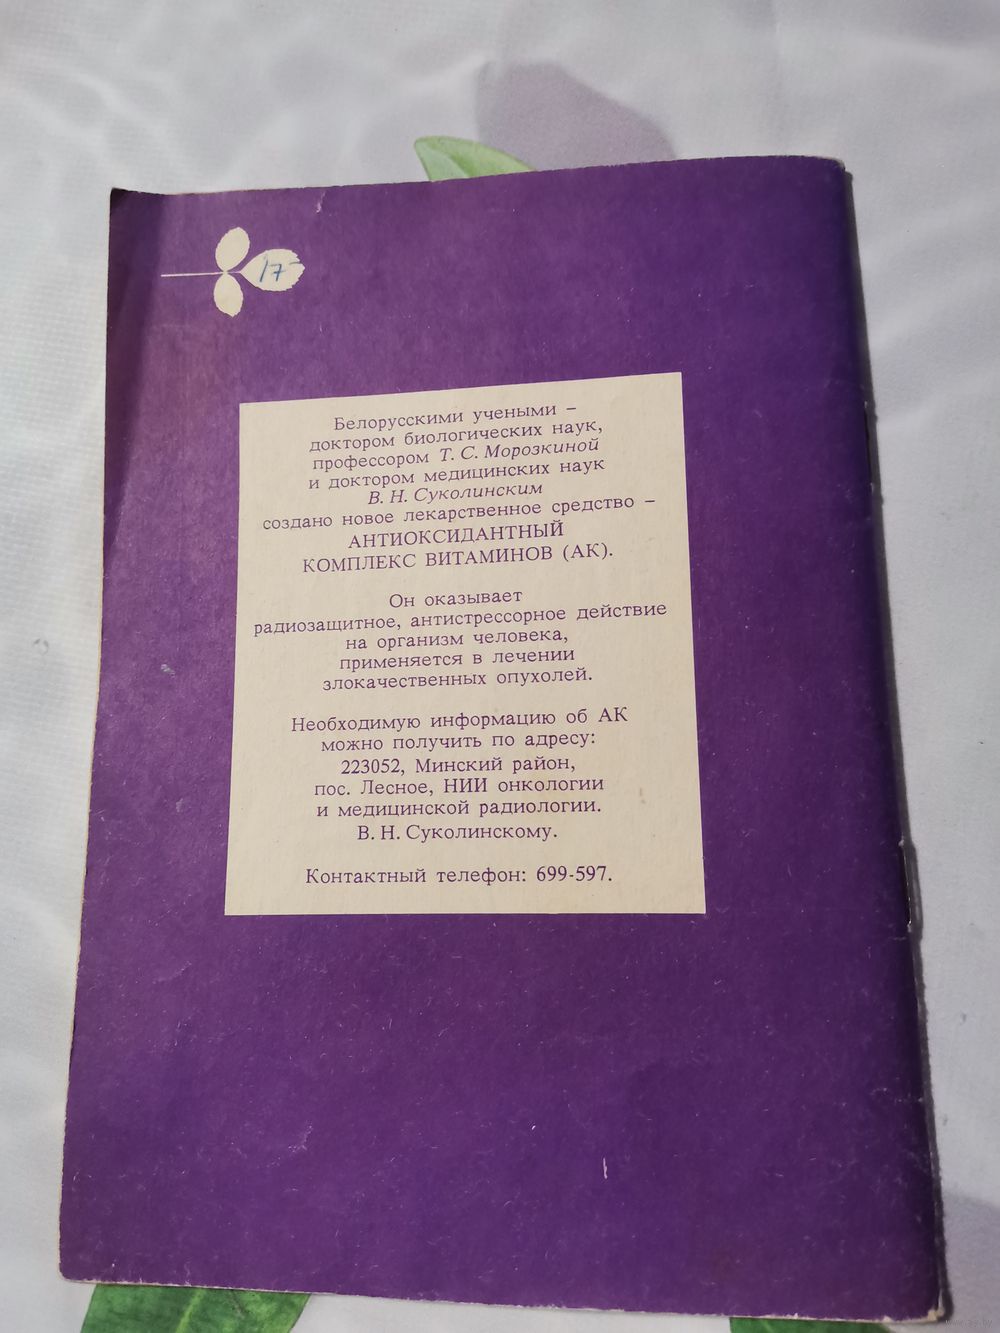 17-
Белорусскими учеными –
доктором биологических наук,
профессором Т. С. Морозкиной
и доктором медицинских наук
В. Н. Суколинским
создано новое лекарственное средство –
АНТИОКСИДАНТНЫЙ
КОМПЛЕКС ВИТАМИНОВ (АК).
Он оказывает
радиозащитное, антистрессорное действие
на организм человека,
применяется в лечении
злокачественных опухолей.
Необходимую информацию об АК
можно получить по адресу:
223052, Минский район,
пос. Лесное, НИИ онкологии
и медицинской радиологии.
В. Н. Суколинскому.
Контактный телефон: 699-597.